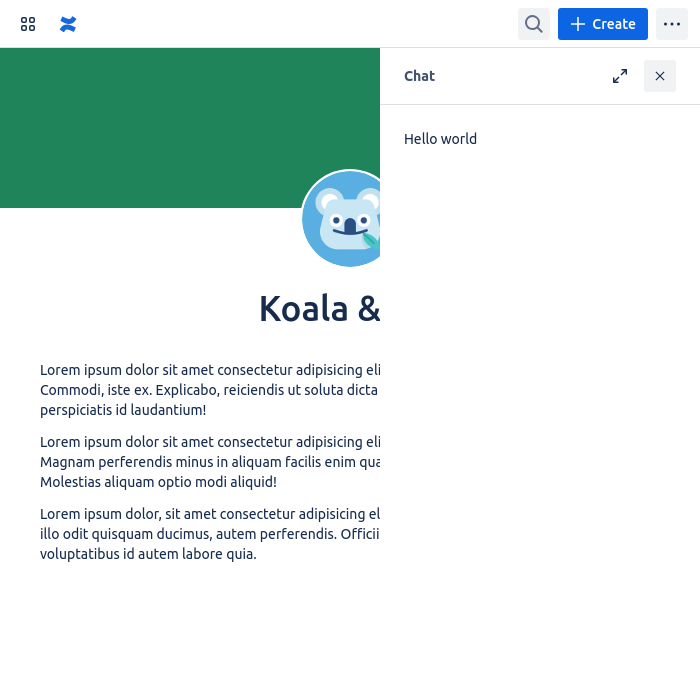 Create
Chat
Hello world
Koala &
Lorem ipsum dolor sit amet consectetur adipisicing eli
Commodi, iste ex. Explicabo, reiciendis ut soluta dicta
perspiciatis id laudantium!
Lorem ipsum dolor sit amet consectetur adipisicing eli
Magnam perferendis minus in aliquam facilis enim qua
Molestias aliquam optio modi aliquid!
Lorem ipsum dolor, sit amet consectetur adipisicing el
illo odit quisquam ducimus, autem perferendis. Officii
voluptatibus id autem labore quia.